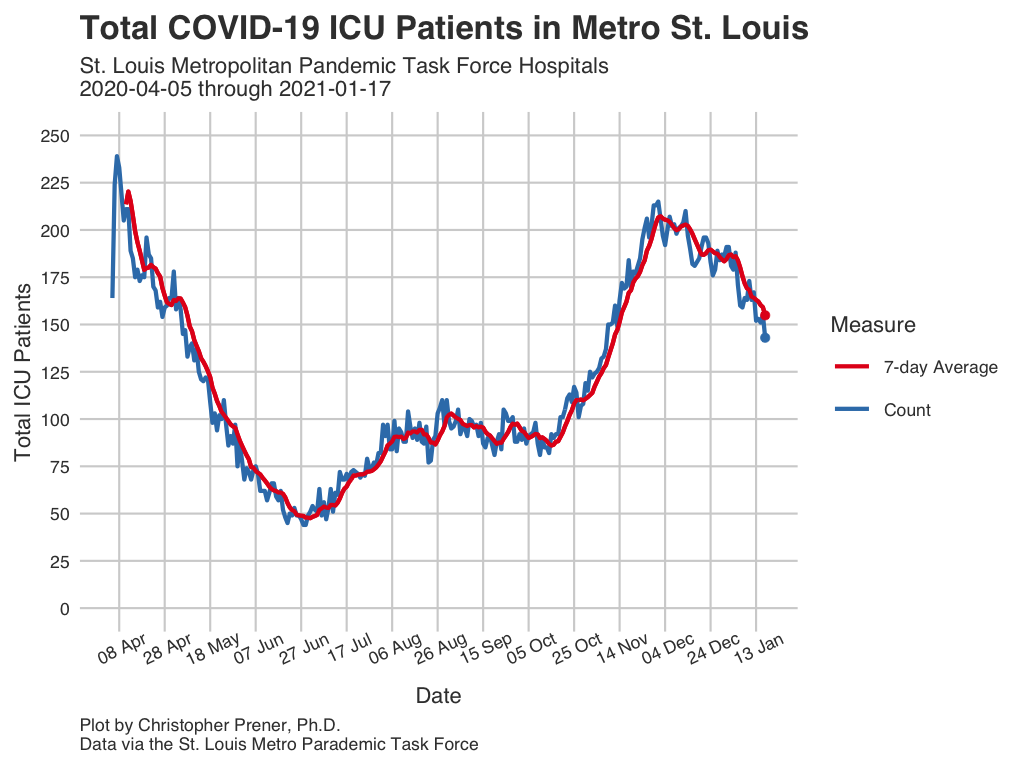 Total COVID-19 ICU Patients in Metro St. Louis
St. Louis Metropolitan Pandemic Task Force Hospitals
2020-04-05 through 2021-01-17
Total ICU Patients
250
225
200
175
150
125
100
75
50
25
0
08 Apr
28 Apr
18 May
07 Jun
27 Jun
17 Jul
06 Aug
26 Aug
15 Sep
05 Oct
25 Oct
14 Nov
04 Dec
24 Dec
13 Jan
Date
Measure
7-day Average
Count
Plot by Christopher Prener, Ph.D.
Data via the St. Louis Metro Parademic Task Force